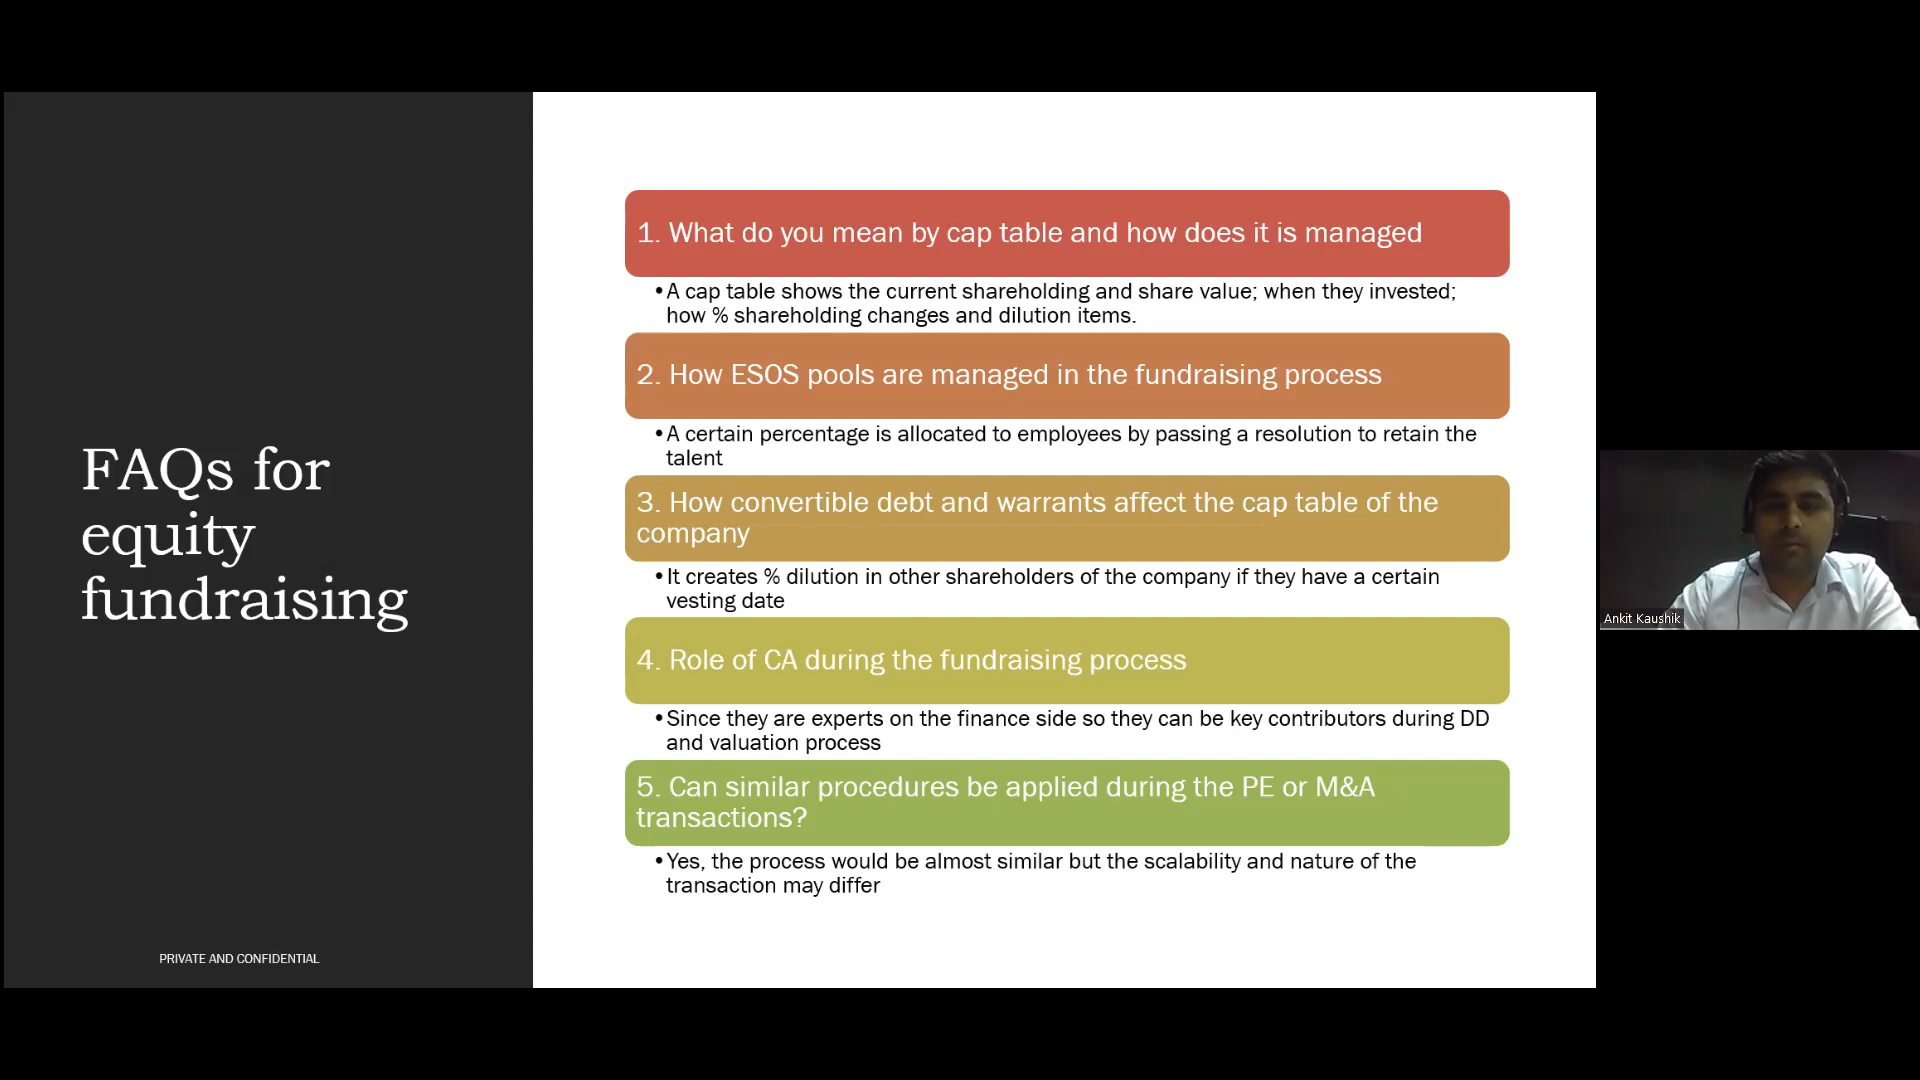 FAQs for
equity
fundraising
PRIVATE AND CONFIDENTIAL
1. What do you mean by cap table and how does it is managed
•A cap table shows the current shareholding and share value; when they invested;
how % shareholding changes and dilution items.
2. How ESOS pools are managed in the fundraising process
•A certain percentage is allocated to employees by passing a resolution to retain the
talent
3. How convertible debt and warrants affect the cap table of the
company
•It creates % dilution in other shareholders of the company if they have a certain
vesting date
4. Role of CA during the fundraising process
•Since they are experts on the finance side so they can be key contributors during DD
and valuation process
5. Can similar procedures be applied during the PE or M&A
transactions?
•Yes, the process would be almost similar but the scalability and nature of the
transaction may differ
Ankit Kaushik